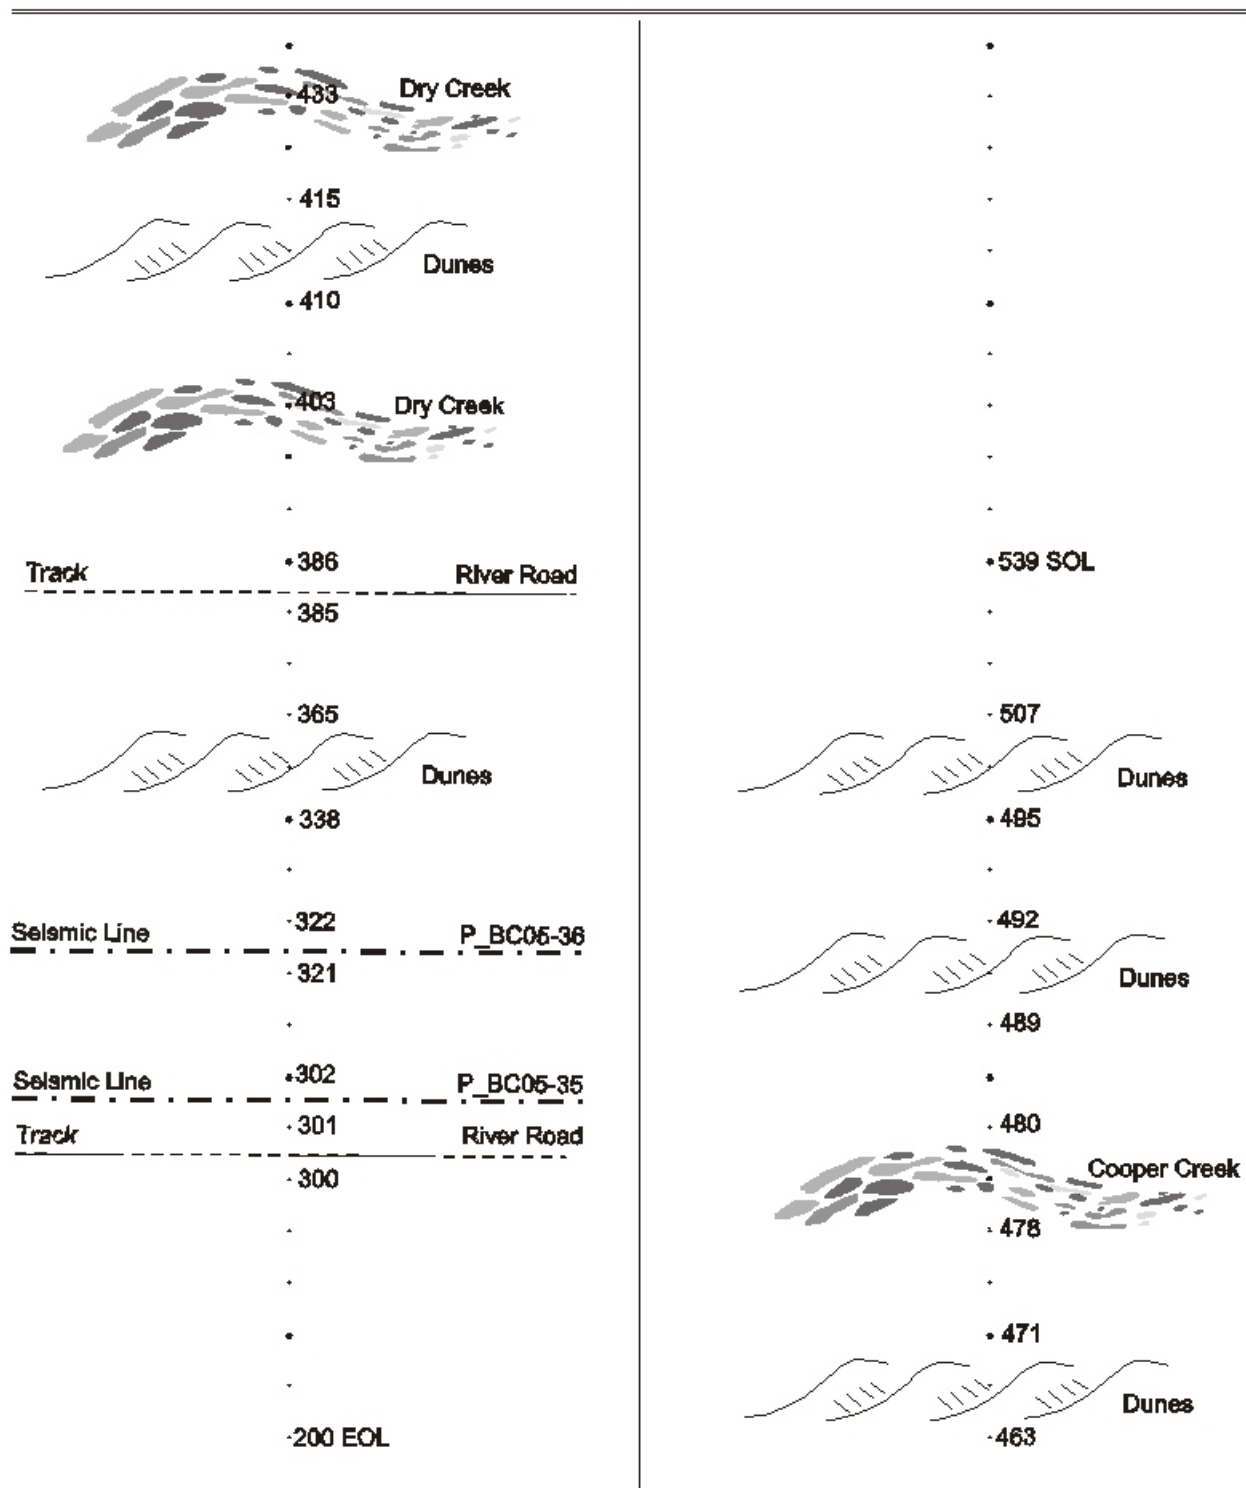 433 Dry Creek
415
Dunes
410
403 Dry Creek
386
Track River Road
385
365
Dunes
338
322
Seismic Line P_BC05-36
321
302
Seismic Line P_BC05-35
301
Track River Road
300
200 EOL
539 SOL
507
Dunes
495
492
Dunes
489
480
Cooper Creek
478
471
Dunes
463